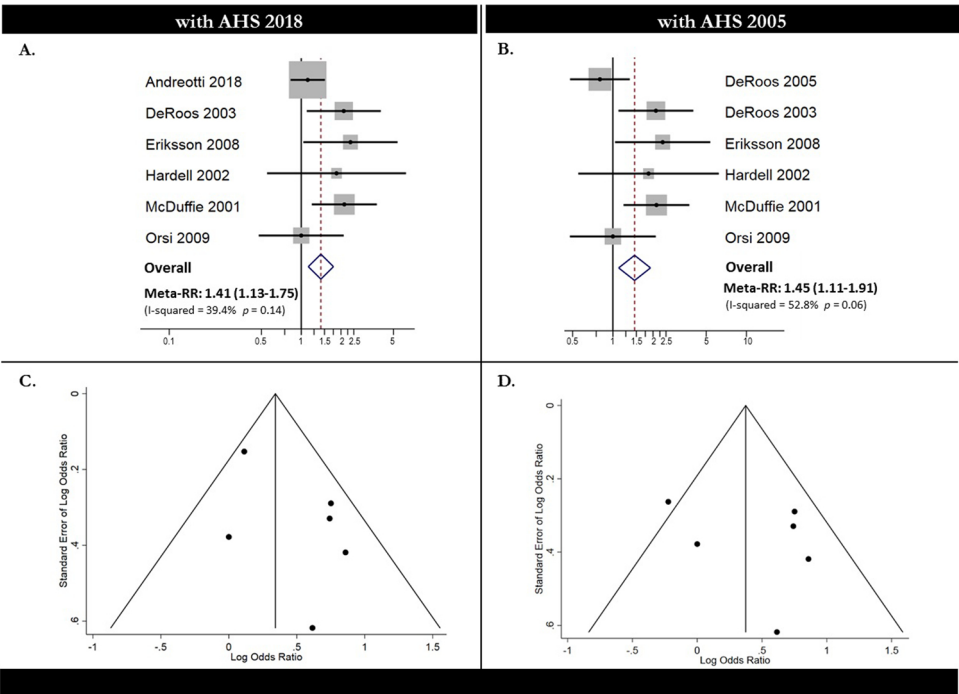 with AHS 2018
with AHS 2005
A.
Andreotti 2018
DeRoos 2003
Eriksson 2008
Hardell 2002
McDuffie 2001
Orsi 2009
Overall
Meta-RR: 1.41 (1.13-1.75)
(I-squared = 39.4% p = 0.14)
0.1 0.5 1 1.5 2 2.5 5
B.
DeRoos 2005
DeRoos 2003
Eriksson 2008
Hardell 2002
McDuffie 2001
Orsi 2009
Overall
Meta-RR: 1.45 (1.11-1.91)
(I-squared = 52.8% p = 0.06)
0.5 1 1.5 2 2.5 5 10
C.
Standard Error of Log Odds Ratio
0
.2
.4
.6
-1 -.5 0 .5 1 1.5
Log Odds Ratio
D.
Standard Error of Log Odds Ratio
0
.2
.4
.6
-1 -.5 0 .5 1 1.5
Log Odds Ratio